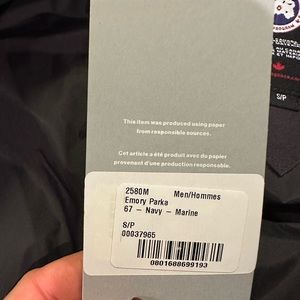 This item was produced using paper
from responsible sources.
Cet article a été produit avec du papier
provenant d'une production responsable.
2580M Men/Hommes
Emory Parka
67 – Navy – Marine
S/P
00037965
0801688699193
S/P